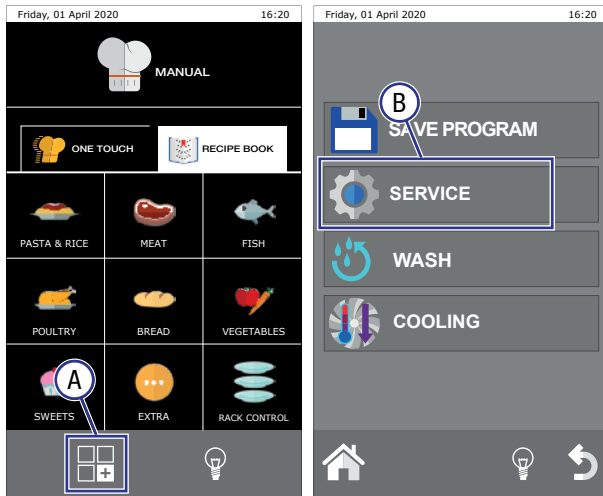 Friday, 01 April 2020 16:20
MANUAL
ONE TOUCH RECIPE BOOK
PASTA & RICE MEAT FISH
POULTRY BREAD VEGETABLES
A
SWEETS EXTRA RACK CONTROL
Friday, 01 April 2020 16:20
B
SAVE PROGRAM
SERVICE
WASH
COOLING